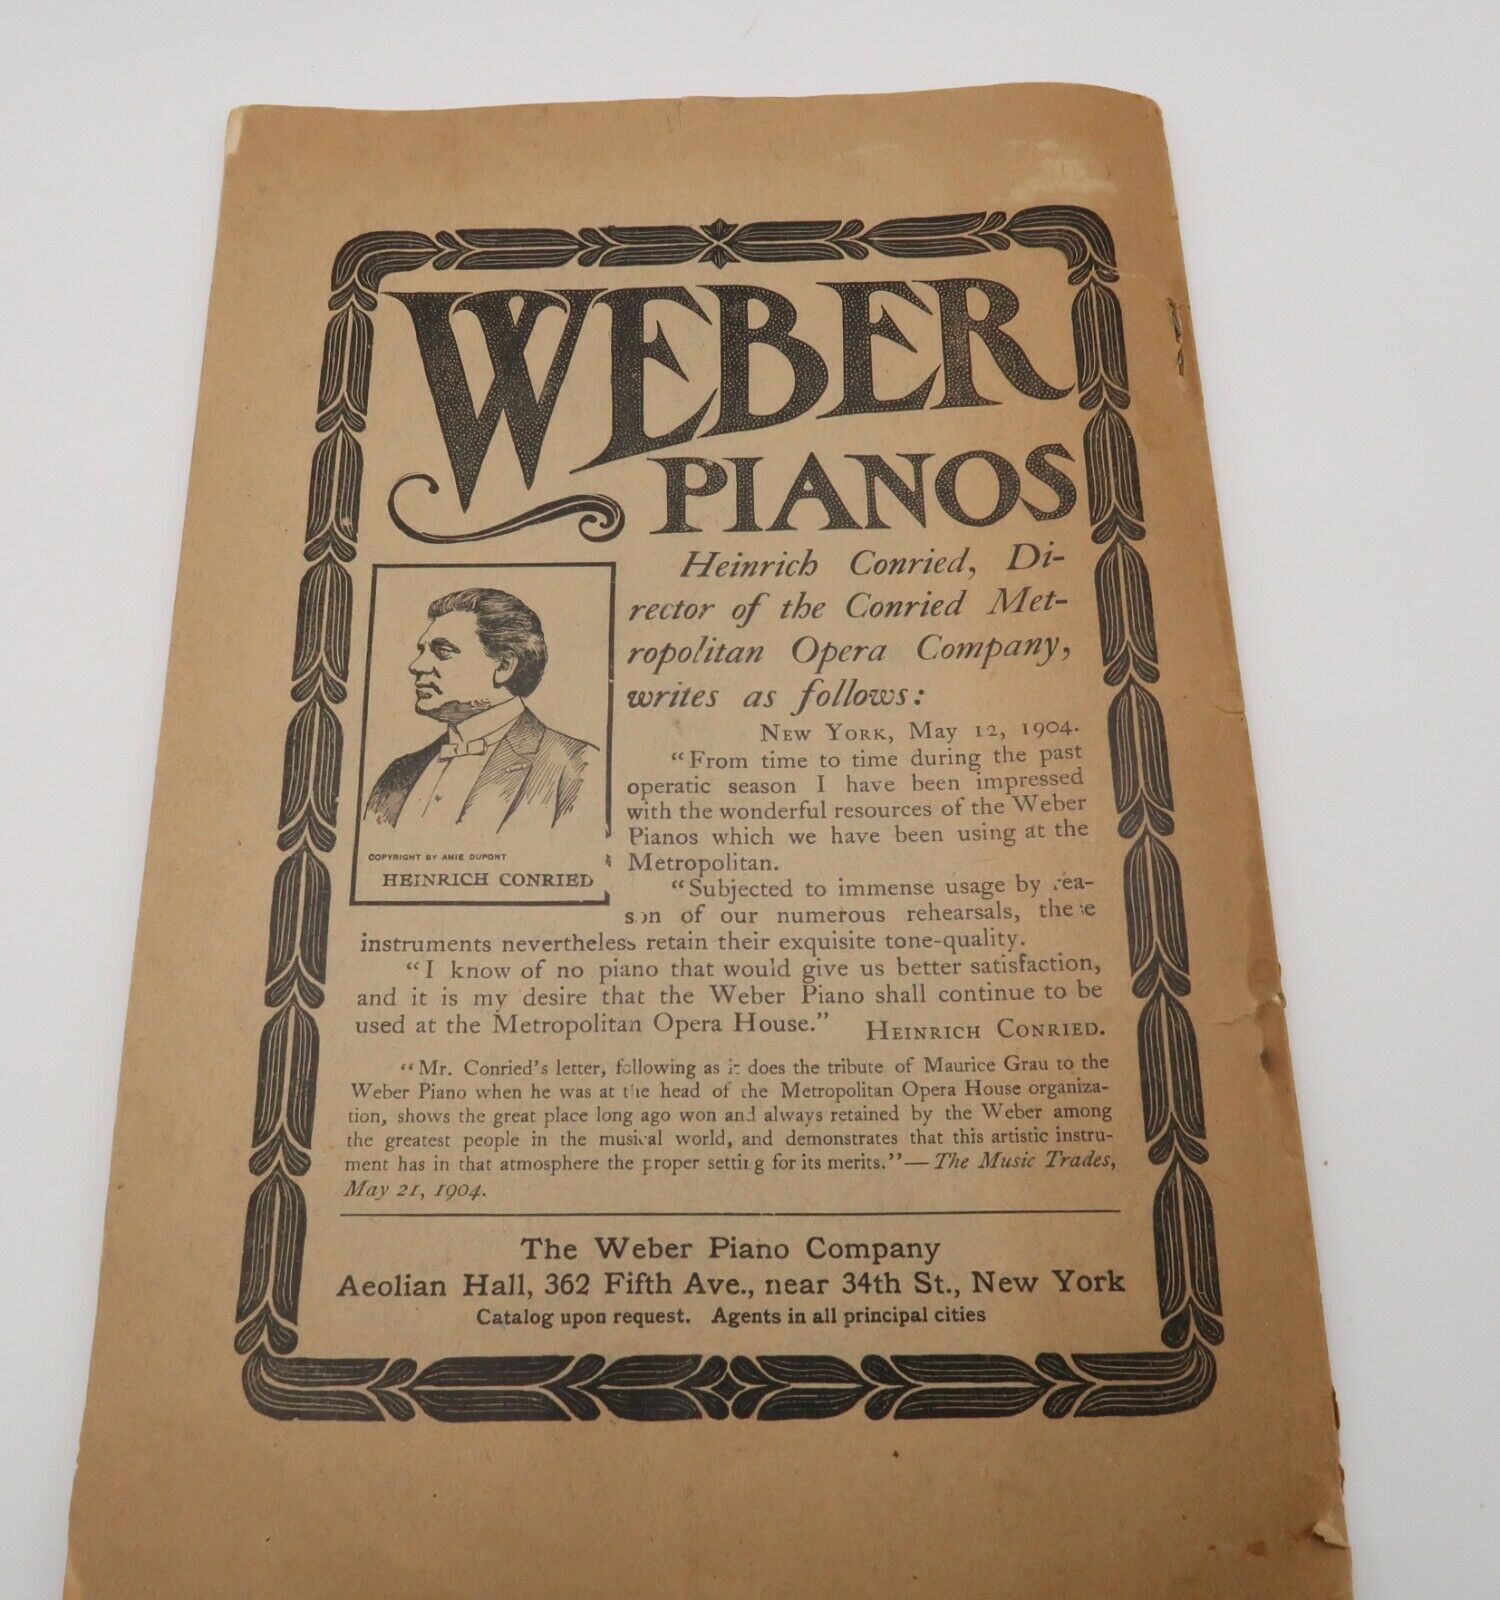 WEBER
PIANOS
Heinrich Conried, Di-
rector of the Conried Met-
ropolitan Opera Company,
writes as follows:
NEW YORK, May 12, 1904.
"From time to time during the past
operatic season I have been impressed
with the wonderful resources of the Weber
Pianos which we have been using at the
Metropolitan.
"Subjected to immense usage by rea-
son of our numerous rehearsals, these
instruments nevertheless retain their exquisite tone-quality.
COPYRIGHT BY AMIE DUPONT
HEINRICH CONRIED
"I know of no piano that would give us better satisfaction,
and it is my desire that the Weber Piano shall continue to be
used at the Metropolitan Opera House." HEINRICH CONRIED.
"Mr. Conried's letter, following as it does the tribute of Maurice Grau to the
Weber Piano when he was at the head of the Metropolitan Opera House organiza-
tion, shows the great place long ago won and always retained by the Weber among
the greatest people in the musical world, and demonstrates that this artistic instru-
ment has in that atmosphere the proper setting for its merits."—The Music Trades,
May 21, 1904.
The Weber Piano Company
Aeolian Hall, 362 Fifth Ave., near 34th St., New York
Catalog upon request. Agents in all principal cities